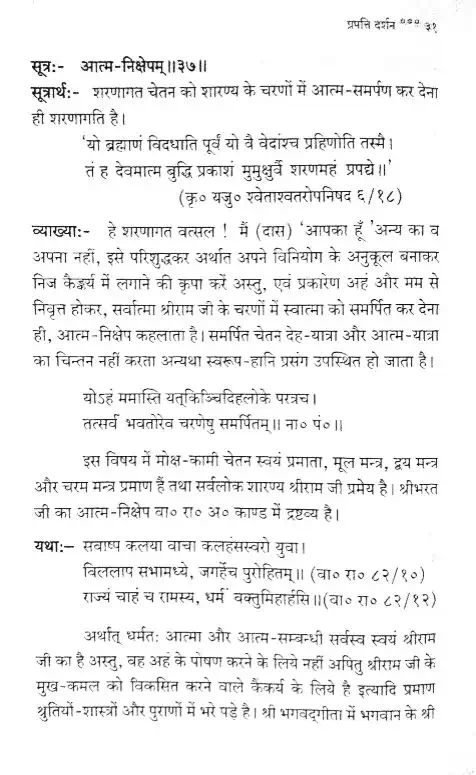 प्रपत्ति दर्शन *** ३१
सूत्र:- आत्म-निक्षेपम्॥३७॥
सूत्रार्थ:- शरणागत चेतन को शारण्य के चरणों में आत्म-समर्पण कर देना
ही शरणागति है।
'यो ब्रह्माणं विदधाति पूर्वं यो वै वेदांश्च प्रहिणोति तस्मै।
तं ह देवमात्म बुद्धि प्रकाशं मुमुक्षुर्वै शरणमहं प्रपद्ये॥'
(कृ० यजु० श्वेताश्वतरोपनिषद ६/१८)
व्याख्या:- हे शरणागत वत्सल ! मैं (दास) 'आपका हूँ 'अन्य का व
अपना नहीं, इसे परिशुद्धकर अर्थात अपने विनियोग के अनुकूल बनाकर
निज कैङ्कर्य में लगाने की कृपा करें अस्तु, एवं प्रकारेण अहं और मम से
निवृत्त होकर, सर्वात्मा श्रीराम जी के चरणों में स्वात्मा को समर्पित कर देना
ही, आत्म-निक्षेप कहलाता है। समर्पित चेतन देह-यात्रा और आत्म-यात्रा
का चिन्तन नहीं करता अन्यथा स्वरूप-हानि प्रसंग उपस्थित हो जाता है।
योऽहं ममास्ति यत्किञ्चिदिहलोके परत्रच।
तत्सर्वं भवतोरेव चरणेषु समर्पितम्॥ ना० पं०॥
इस विषय में मोक्ष-कामी चेतन स्वयं प्रमाता, मूल मन्त्र, द्वय मन्त्र
और चरम मन्त्र प्रमाण हैं तथा सर्वलोक शारण्य श्रीराम जी प्रमेय है। श्रीभरत
जी का आत्म-निक्षेप वा० रा० अ० काण्ड में द्रष्टव्य है।
यथा:– सवाष्प कलया वाचा कलहंसस्वरो युवा।
विललाप सभामध्ये, जगर्हेच पुरोहितम्॥ (वा० रा० ८२/१०)
राज्यं चाहं च रामस्य, धर्मं वक्तुमिहार्हसि॥(वा० रा० ८२/१२)
अर्थात् धर्मतः आत्मा और आत्म-सम्बन्धी सर्वस्व स्वयं श्रीराम
जी का है अस्तु, वह अहं के पोषण करने के लिये नहीं अपितु श्रीराम जी के
मुख-कमल को विकसित करने वाले कैंकर्य के लिये है इत्यादि प्रमाण
श्रुतियों-शास्त्रों और पुराणों में भरे पड़े है। श्री भगवद्गीता में भगवान के श्री